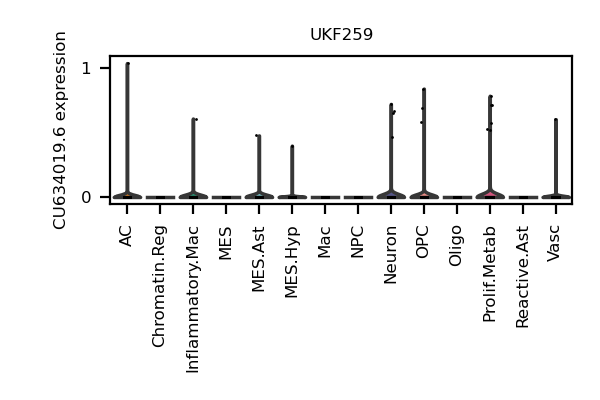 UKF259
CU634019.6 expression
1
0
AC
Chromatin.Reg
Inflammatory.Mac
MES
MES.Ast
MES.Hyp
Mac
NPC
Neuron
OPC
Oligo
Prolif.Metab
Reactive.Ast
Vasc